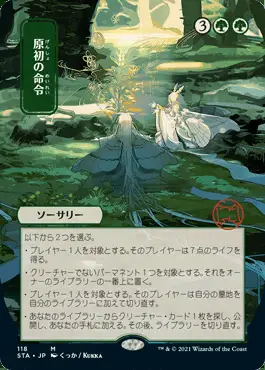 3
原初の命令
げんしょ めいれい
ソーサリー
以下から2つを選ぶ。
・プレイヤー1人を対象とする。そのプレイヤーは7点のライフを
得る。
・クリーチャーでないパーマネント1つを対象とする。それをオー
ナーのライブラリーの一番上に置く。
・プレイヤー1人を対象とする。そのプレイヤーは自分の墓地を
自分のライブラリーに加えて切り直す。
・あなたのライブラリーからクリーチャー・カード1枚を探し、公
開し、あなたの手札に加える。その後、ライブラリーを切り直す。
118 M
STA • JP くっか/KUKKA
™ & © 2021 Wizards of the Coast